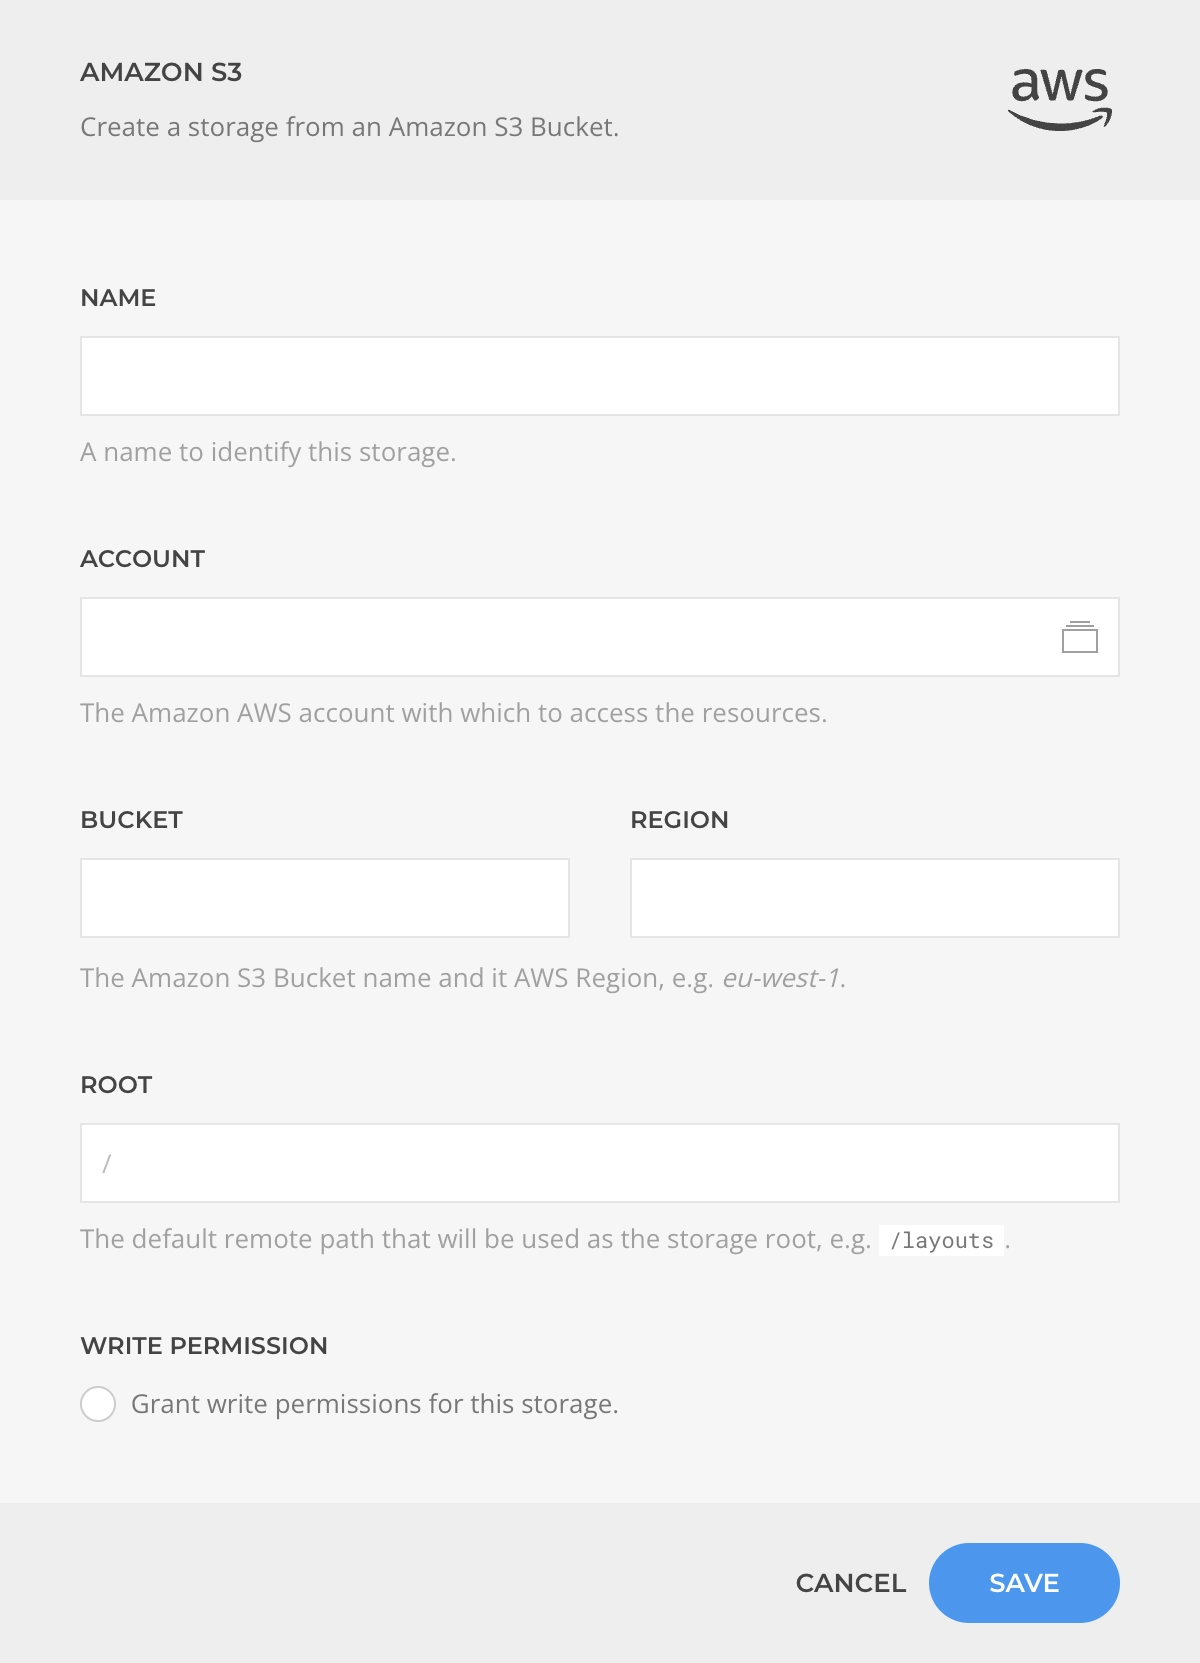 AMAZON S3
aws
Create a storage from an Amazon S3 Bucket.
NAME
A name to identify this storage.
ACCOUNT
The Amazon AWS account with which to access the resources.
BUCKET
REGION
The Amazon S3 Bucket name and it AWS Region, e.g. eu-west-1.
ROOT
/
The default remote path that will be used as the storage root, e.g. /layouts .
WRITE PERMISSION
Grant write permissions for this storage.
CANCEL
SAVE